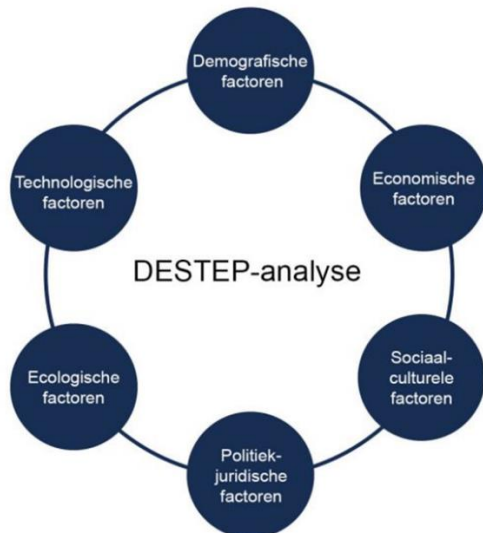 Demografische
factoren
Technologische
factoren
Economische
factoren
DESTEP-analyse
Ecologische
factoren
Sociaal-
culturele
factoren
Politiek-
juridische
factoren